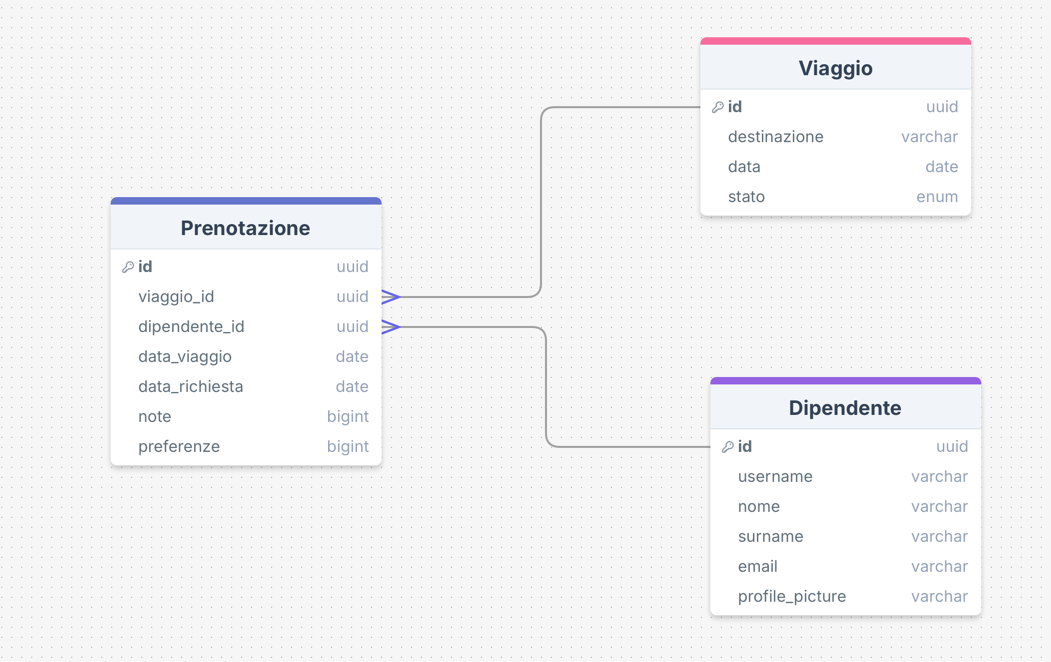 Viaggio
id uuid
destinazione varchar
data date
stato enum
Prenotazione
id uuid
viaggio_id uuid
dipendente_id uuid
data_viaggio date
data_richiesta date
note bigint
preferenze bigint
Dipendente
id uuid
username varchar
nome varchar
surname varchar
email varchar
profile_picture varchar